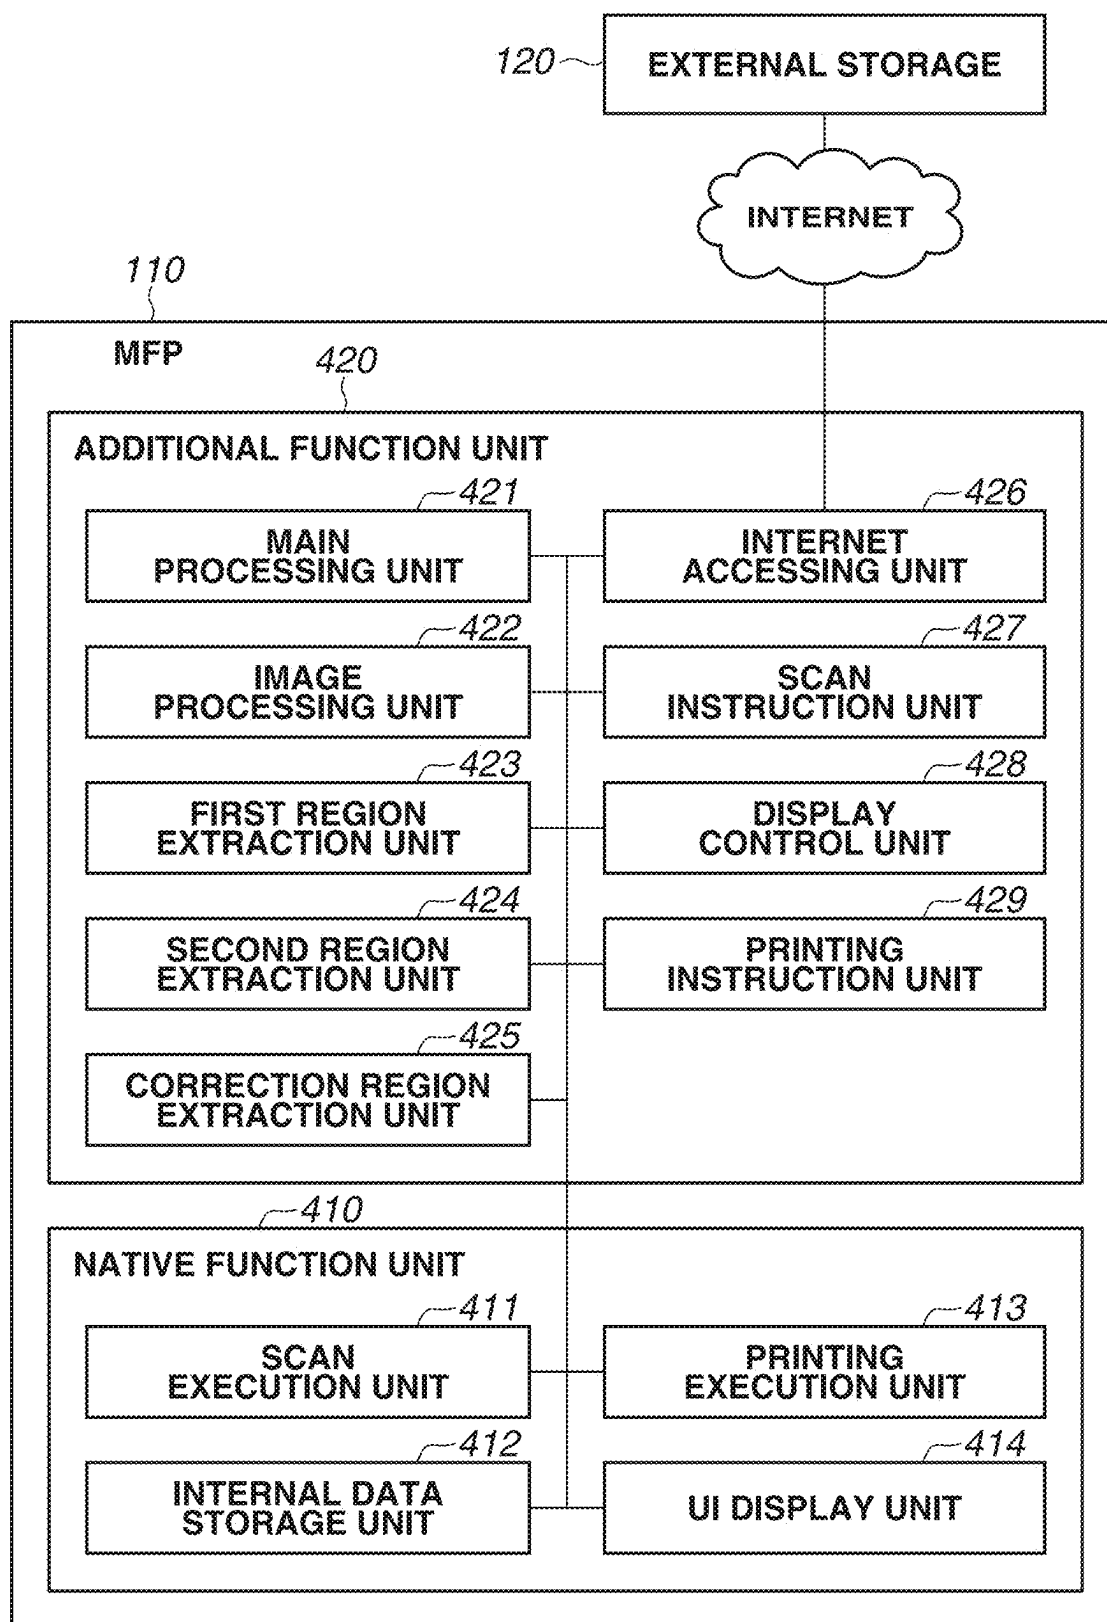 120
EXTERNAL STORAGE
INTERNET
110
MFP
420
ADDITIONAL FUNCTION UNIT
421
MAIN
PROCESSING UNIT
426
INTERNET
ACCESSING UNIT
422
IMAGE
PROCESSING UNIT
427
SCAN
INSTRUCTION UNIT
423
FIRST REGION
EXTRACTION UNIT
428
DISPLAY
CONTROL UNIT
424
SECOND REGION
EXTRACTION UNIT
429
PRINTING
INSTRUCTION UNIT
425
CORRECTION REGION
EXTRACTION UNIT
410
NATIVE FUNCTION UNIT
411
SCAN
EXECUTION UNIT
413
PRINTING
EXECUTION UNIT
412
INTERNAL DATA
STORAGE UNIT
414
UI DISPLAY UNIT